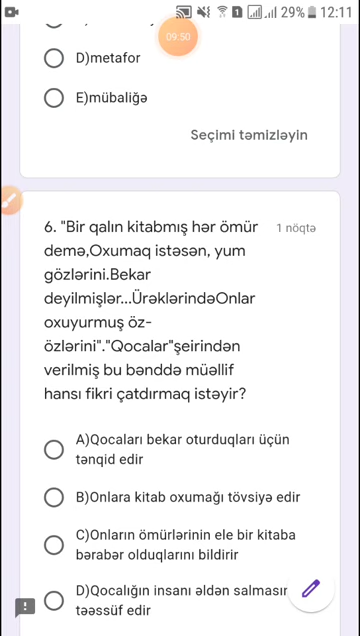 29% 12:11
09:50
D)metafor
E)mübaliğə
Seçimi təmizləyin
6. "Bir qalın kitabmış hər ömür 1 nöqtə
demə,Oxumaq istəsən, yum
gözlərini.Bekar
deyilmişlər...ÜrəklərindəOnlar
oxuyurmuş öz-
özlərini"."Qocalar"şeirindən
verilmiş bu bənddə müəllif
hansı fikri çatdırmaq istəyir?
A)Qocaları bekar oturduqları üçün
tənqid edir
B)Onlara kitab oxumağı tövsiyə edir
C)Onların ömürlərinin ele bir kitaba
bərabər olduqlarını bildirir
D)Qocalığın insanı əldən salmasın
təəssüf edir